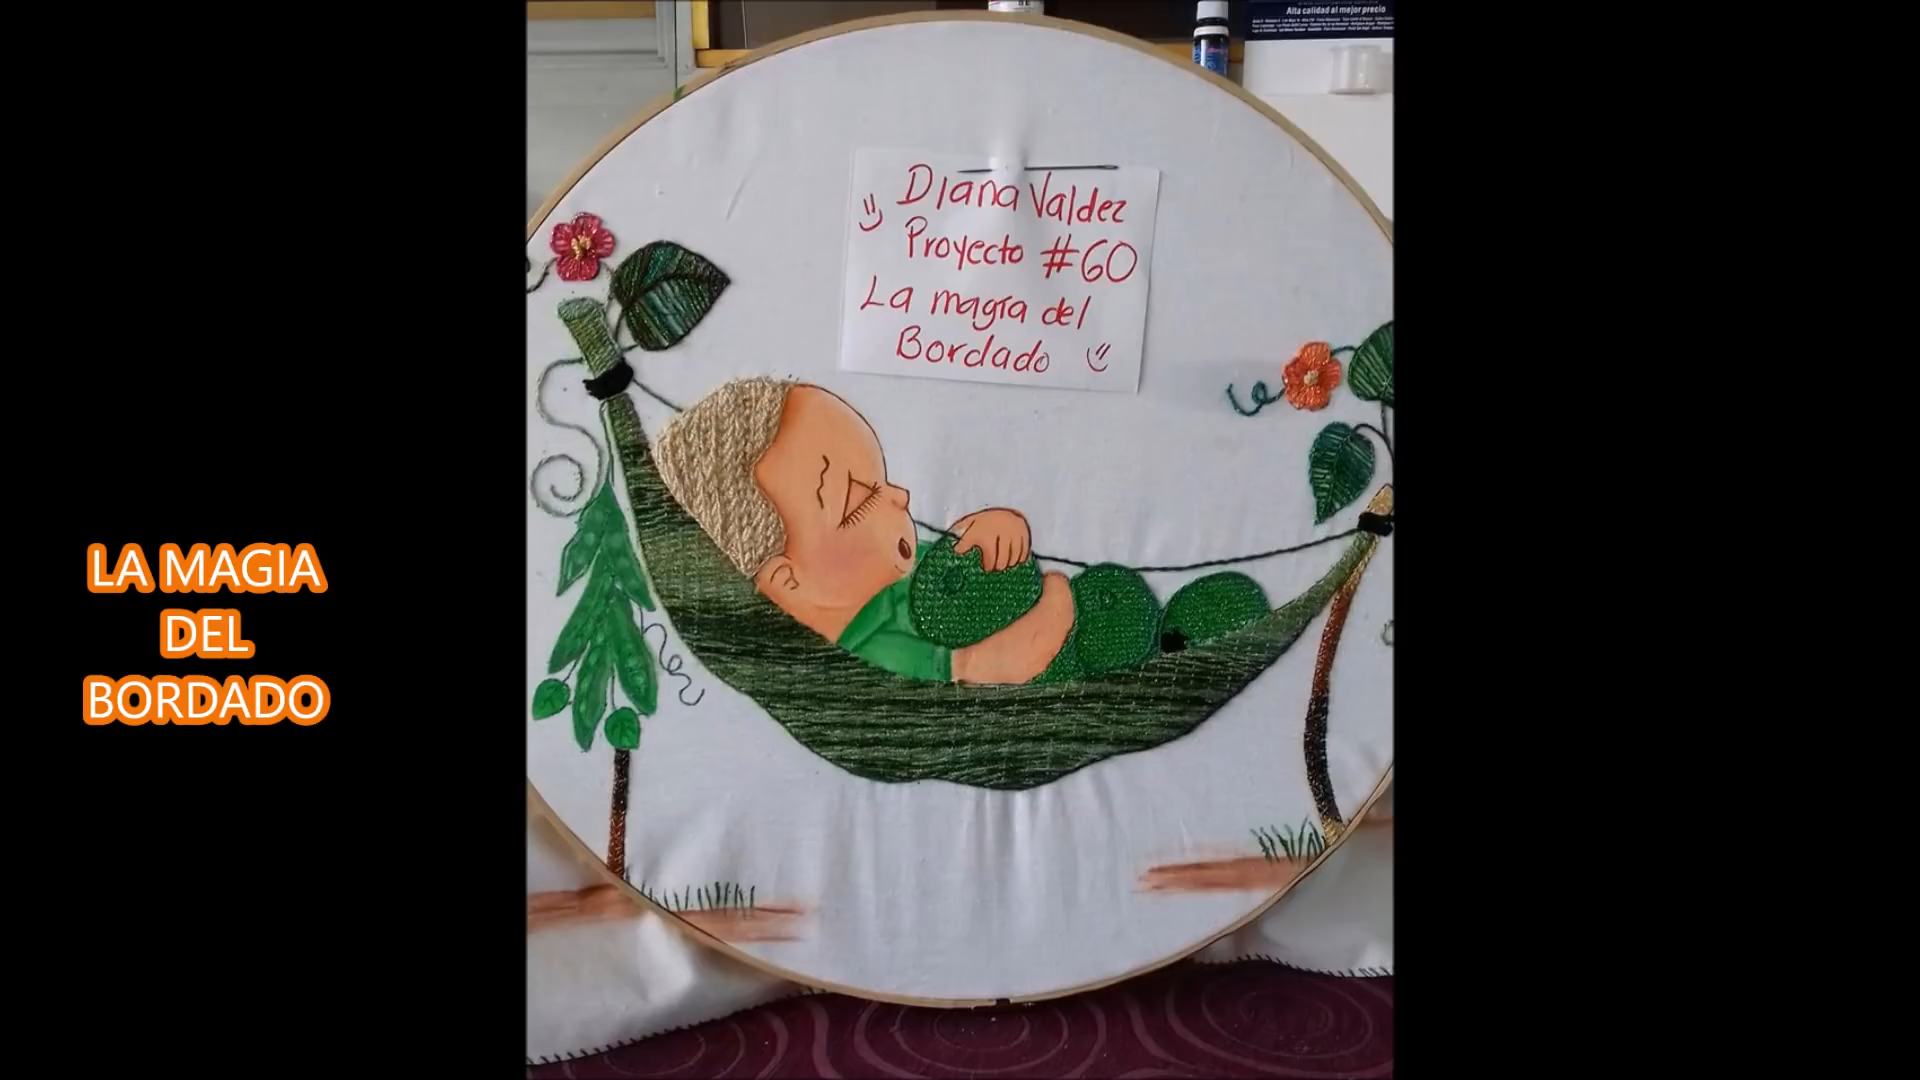 Alta calidad al mejor precio
Diana Valdez
Proyecto #60
La magia del
Bordado
LA MAGIA
DEL
BORDADO